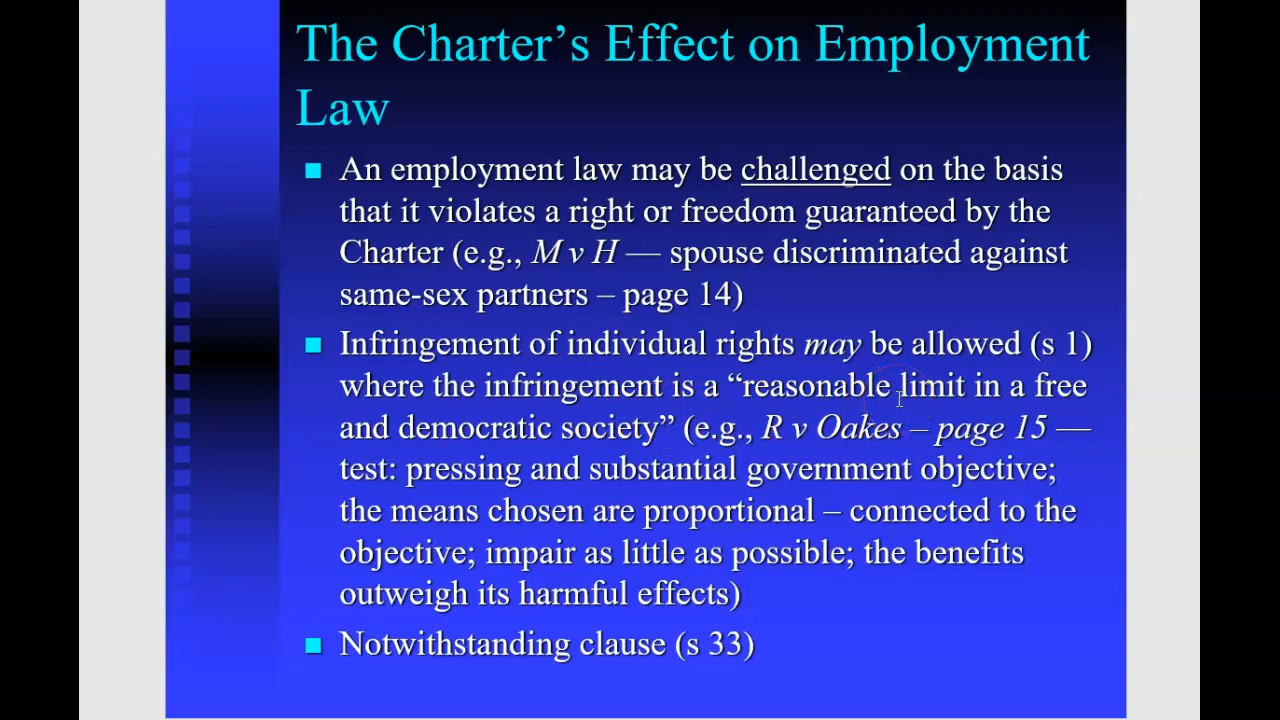 The Charter’s Effect on Employment
Law
An employment law may be challenged on the basis
that it violates a right or freedom guaranteed by the
Charter (e.g., M v H — spouse discriminated against
same-sex partners – page 14)
Infringement of individual rights may be allowed (s 1)
where the infringement is a “reasonable limit in a free
and democratic society” (e.g., R v Oakes – page 15 —
test: pressing and substantial government objective;
the means chosen are proportional – connected to the
objective; impair as little as possible; the benefits
outweigh its harmful effects)
Notwithstanding clause (s 33)